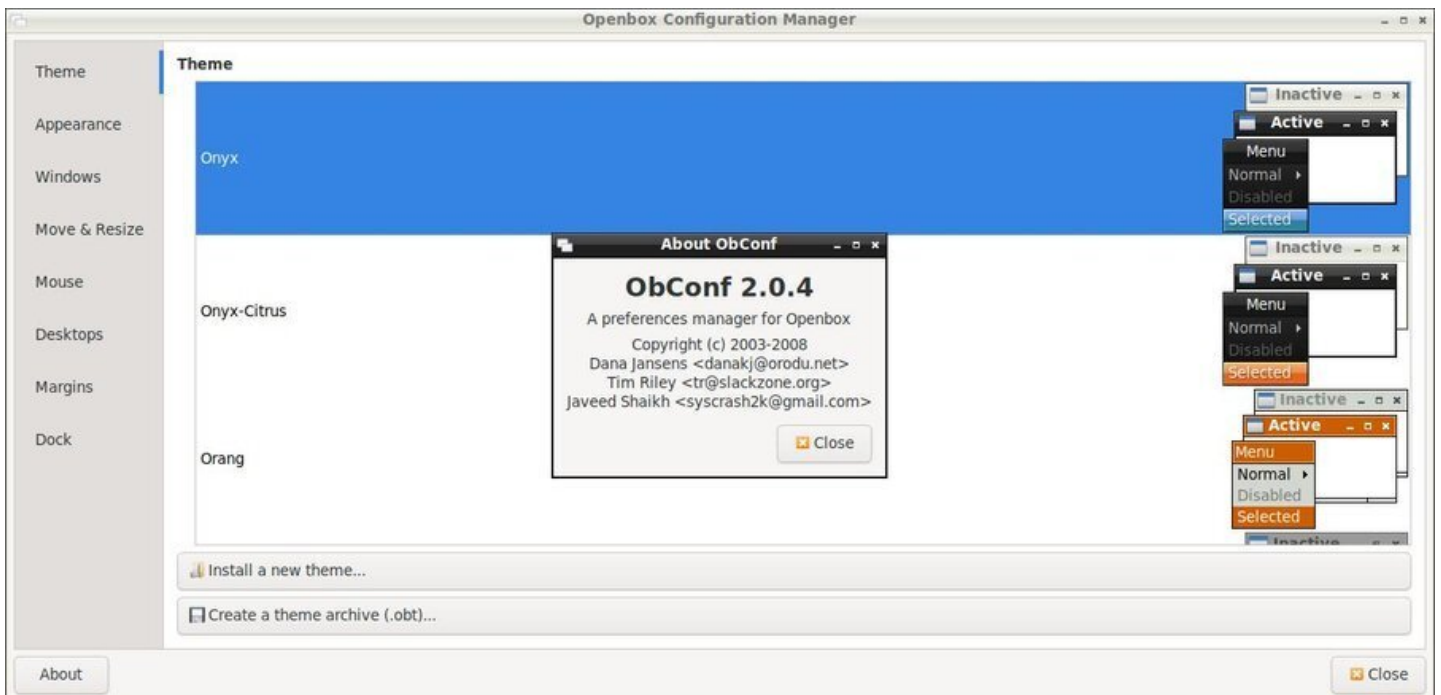 Openbox Configuration Manager
Theme
Appearance
Windows
Move & Resize
Mouse
Desktops
Margins
Dock
Theme
Onyx
Inactive
Active
Menu
Normal
Disabled
Selected
Onyx-Citrus
Inactive
Active
Menu
Normal
Disabled
Selected
Orang
Inactive
Active
Menu
Normal
Disabled
Selected
Inactive
About ObConf
ObConf 2.0.4
A preferences manager for Openbox
Copyright (c) 2003-2008
Dana Jansens <danakj@orodu.net>
Tim Riley <tr@slackzone.org>
Javeed Shaikh <syscrash2k@gmail.com>
Close
Install a new theme...
Create a theme archive (.obt)...
About
Close